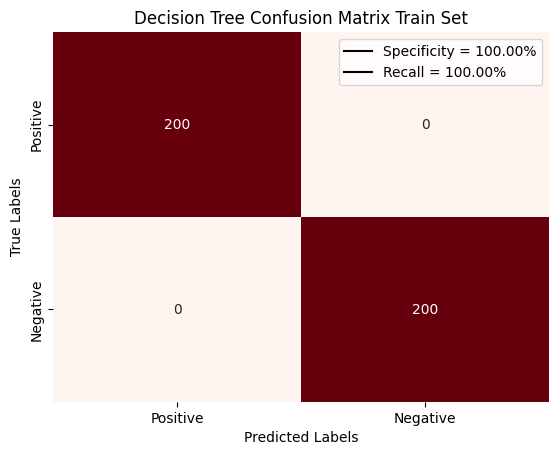 Decision Tree Confusion Matrix Train Set
Specificity = 100.00%
Recall = 100.00%
True Labels
Positive
200
0
Negative
0
200
Positive
Negative
Predicted Labels